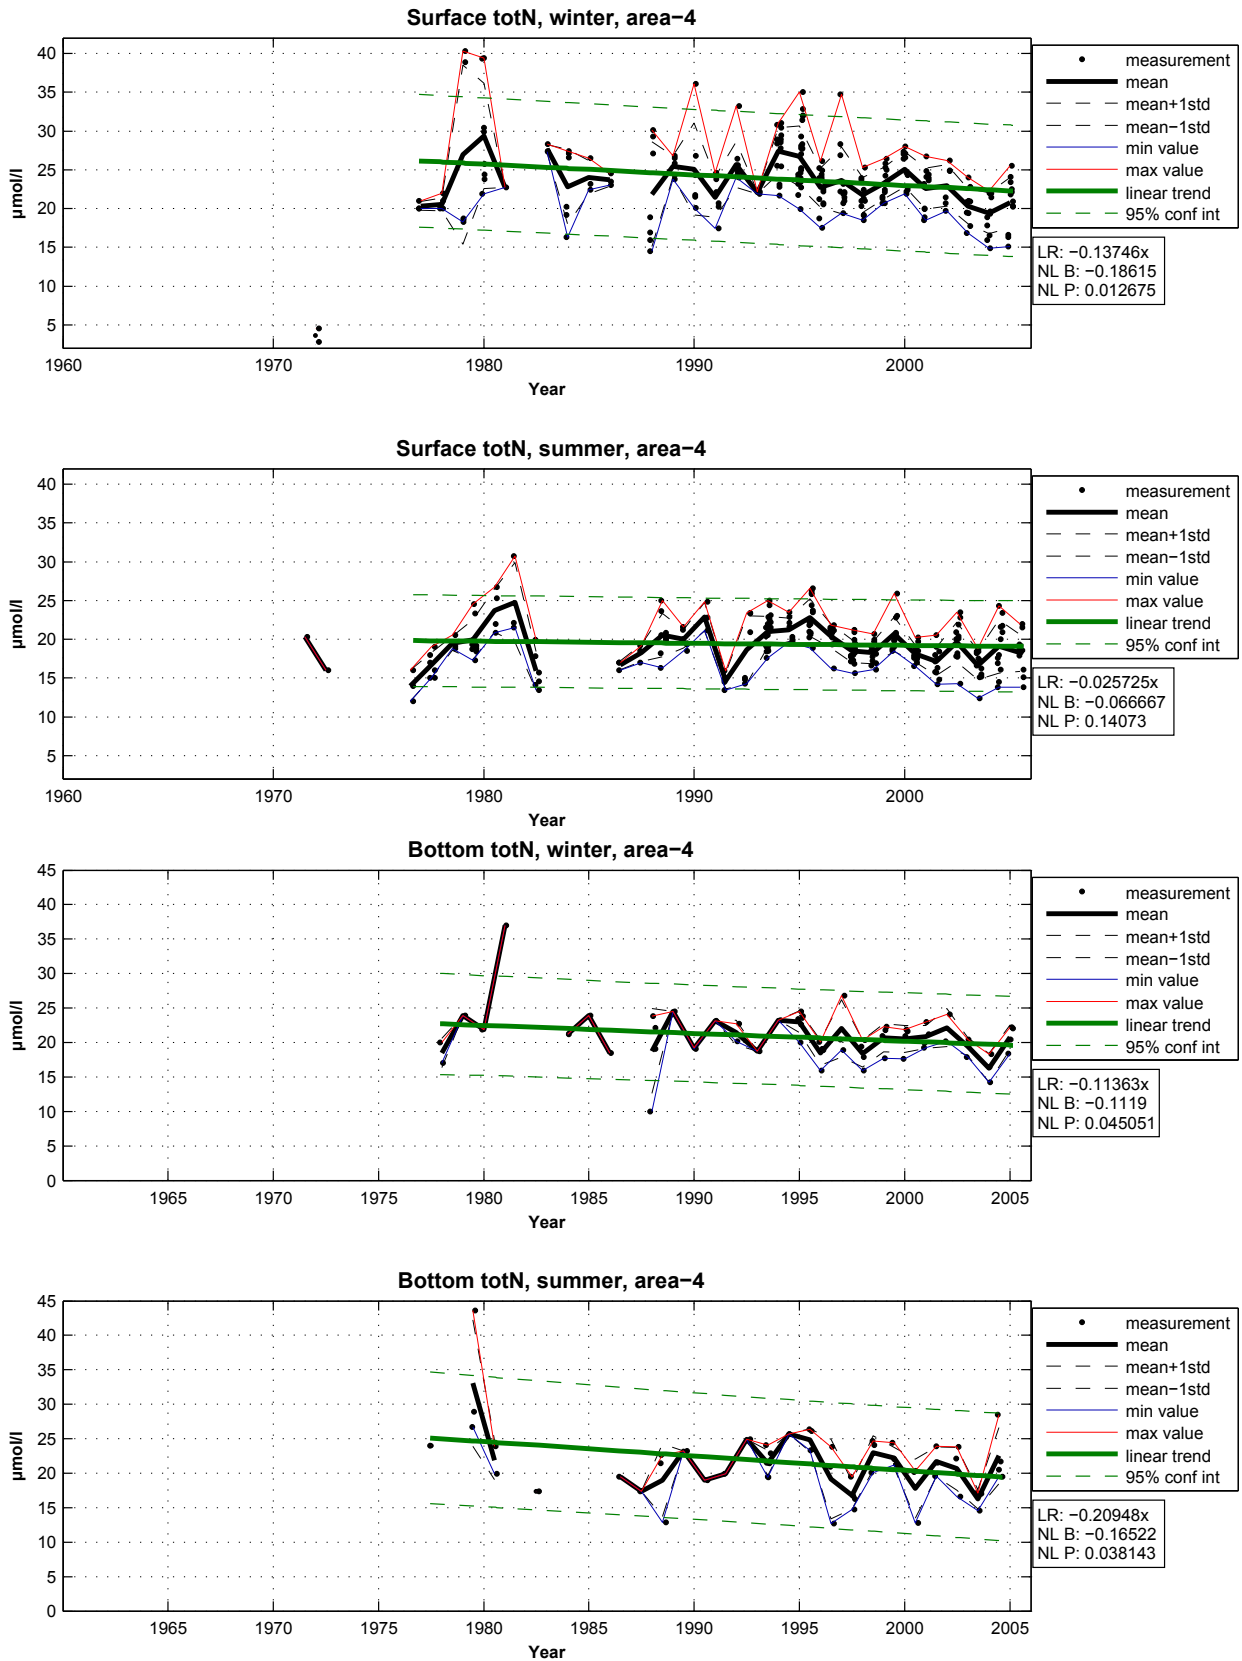 Surface totN, winter, area−4
40
35
30
25
20
15
10
5
1960 1970 1980 1990 2000
µmol/l
Year
measurement
mean
mean+1std
mean−1std
min value
max value
linear trend
95% conf int
LR: −0.13746x
NL B: −0.18615
NL P: 0.012675
Surface totN, summer, area−4
40
35
30
25
20
15
10
5
1960 1970 1980 1990 2000
µmol/l
Year
measurement
mean
mean+1std
mean−1std
min value
max value
linear trend
95% conf int
LR: −0.025725x
NL B: −0.066667
NL P: 0.14073
Bottom totN, winter, area−4
45
40
35
30
25
20
15
10
5
0
1965 1970 1975 1980 1985 1990 1995 2000 2005
µmol/l
Year
measurement
mean
mean+1std
mean−1std
min value
max value
linear trend
95% conf int
LR: −0.11363x
NL B: −0.1119
NL P: 0.045051
Bottom totN, summer, area−4
45
40
35
30
25
20
15
10
5
0
1965 1970 1975 1980 1985 1990 1995 2000 2005
µmol/l
Year
measurement
mean
mean+1std
mean−1std
min value
max value
linear trend
95% conf int
LR: −0.20948x
NL B: −0.16522
NL P: 0.038143